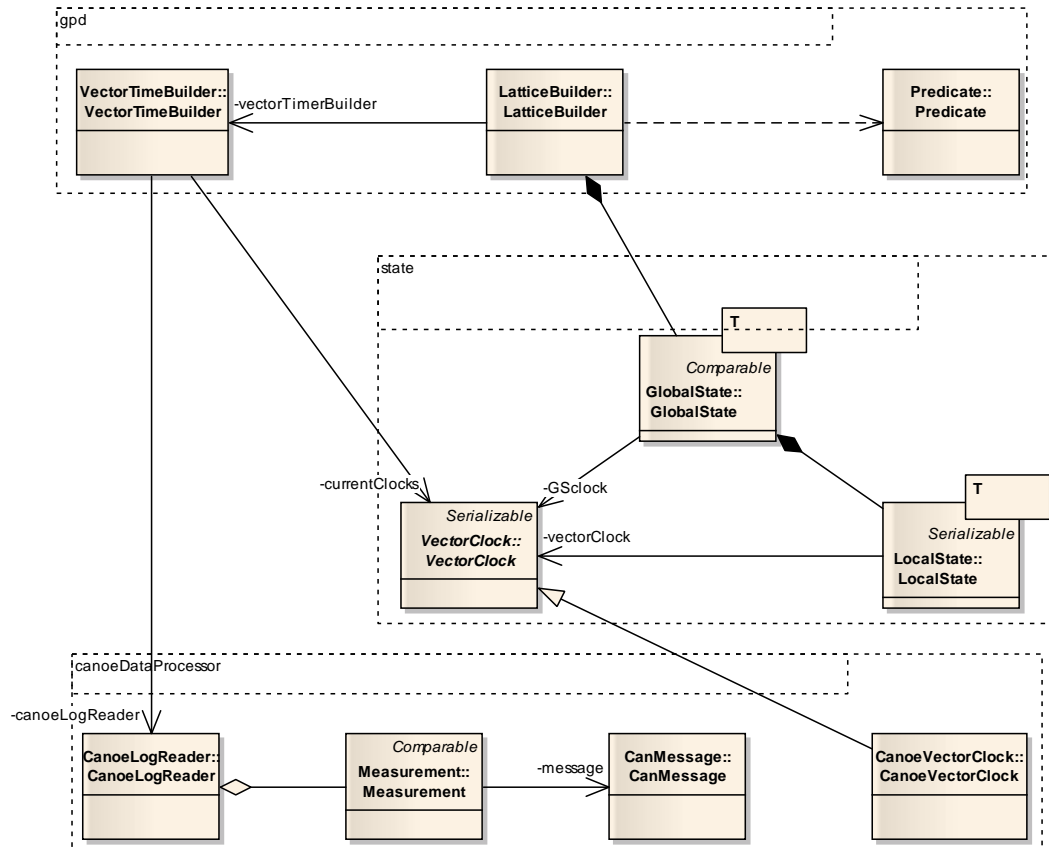 gpd
VectorTimeBuilder::
VectorTimeBuilder
-vectorTimerBuilder
LatticeBuilder::
LatticeBuilder
Predicate::
Predicate
state
T
Comparable
GlobalState::
GlobalState
-currentClocks
-GSclock
T
Serializable
VectorClock::
VectorClock
-vectorClock
Serializable
LocalState::
LocalState
canoeDataProcessor
-canoeLogReader
CanoeLogReader::
CanoeLogReader
Comparable
Measurement::
Measurement
-message
CanMessage::
CanMessage
CanoeVectorClock::
CanoeVectorClock